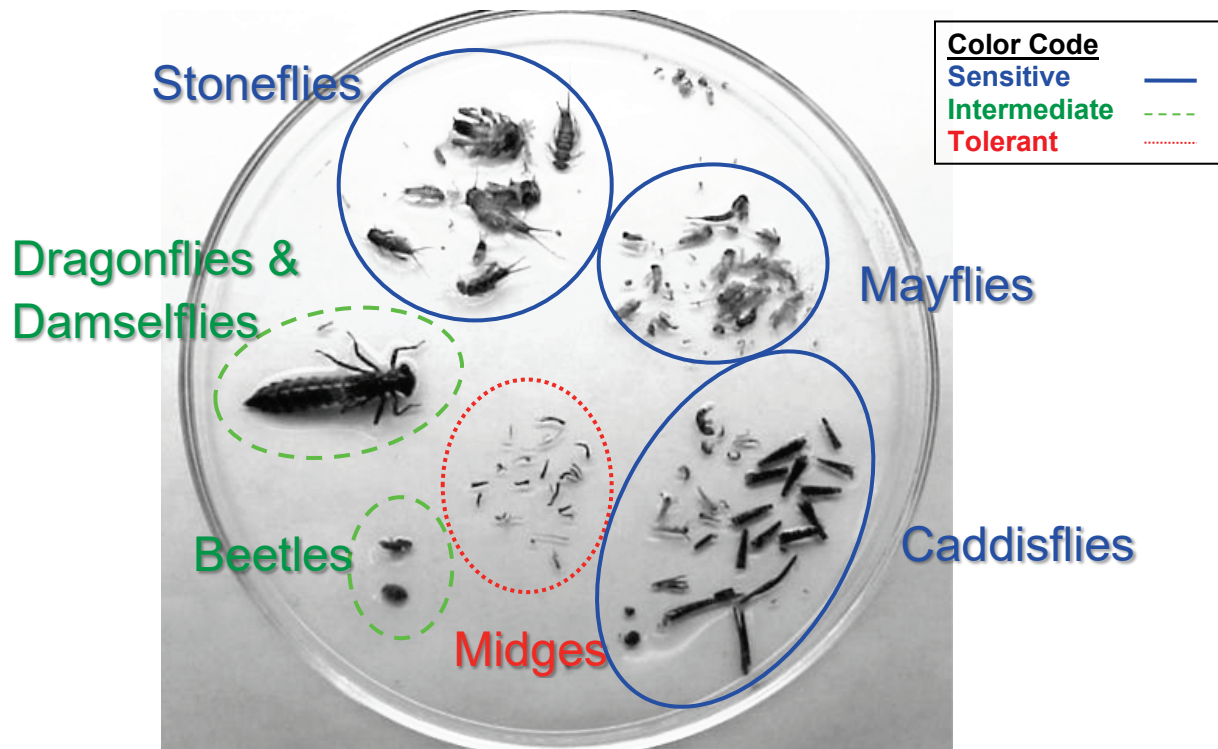 Color Code
Sensitive
Intermediate
Tolerant
Stoneflies
Mayflies
Dragonflies &
Damselflies
Beetles
Midges
Caddisflies